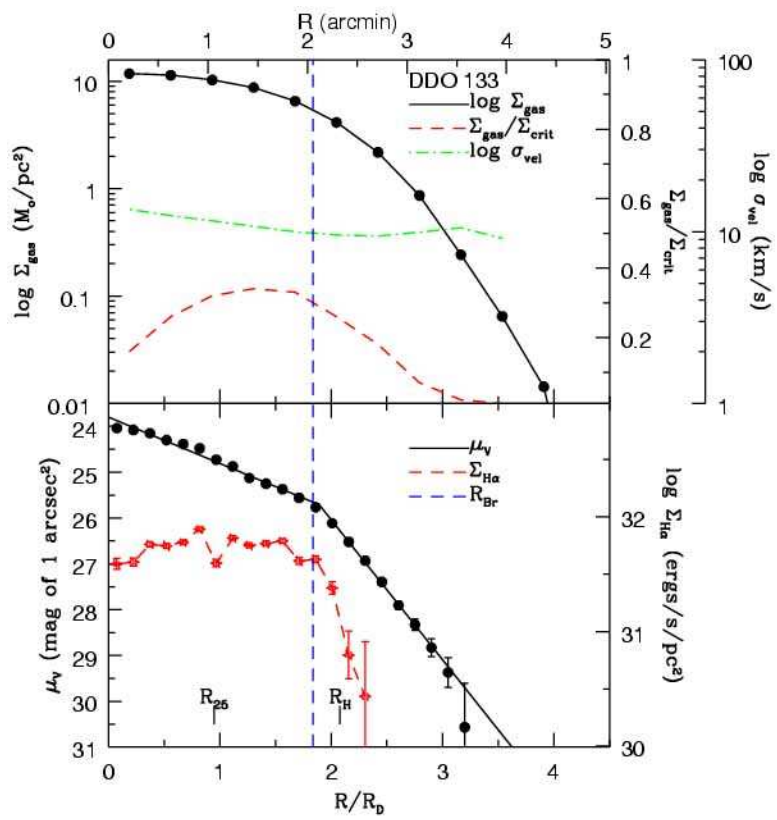 R (arcmin)
0 1 2 3 4 5
DDO 133
log Σgas
Σgas/Σcrit
log σvel
10
1
0.1
0.01
log Σgas (M⊙/pc²)
1
0.8
0.6
0.4
0.2
Σgas/Σcrit
100
10
1
log σvel (km/s)
μV
ΣHα
RBr
24
25
26
27
28
29
30
31
μV (mag of 1 arcsec²)
32
31
30
log ΣHα (ergs/s/pc²)
R25
RH
0 1 2 3 4
R/RD